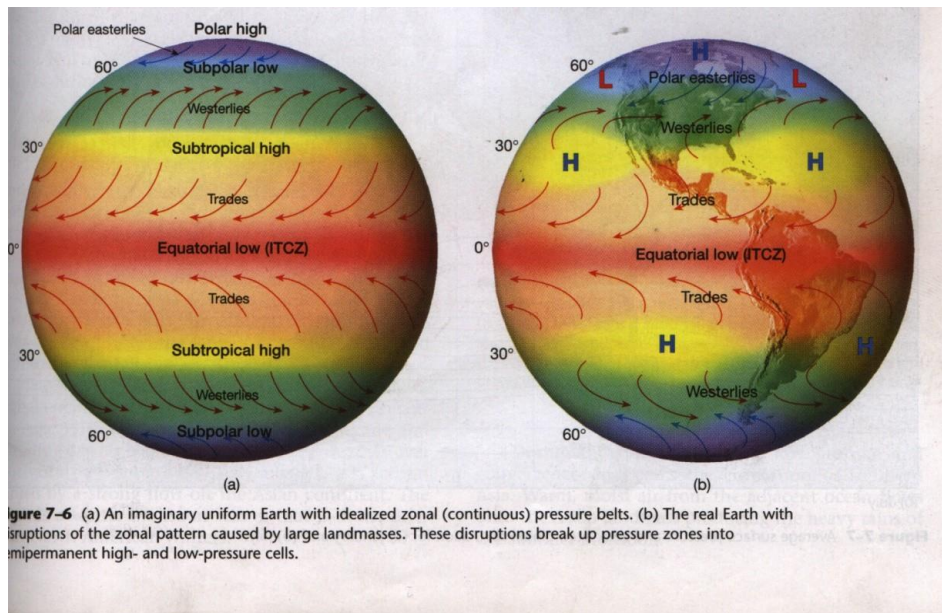 Polar easterlies
Polar high
60°
Subpolar low
Westerlies
30°
Subtropical high
Trades
0°
Equatorial low (ITCZ)
Trades
30°
Subtropical high
Westerlies
60°
Subpolar low
(a)
H
60°
L
Polar easterlies
L
Westerlies
30°
H
H
Trades
0°
Equatorial low (ITCZ)
Trades
30°
H
H
Westerlies
60°
(b)
igure 7–6 (a) An imaginary uniform Earth with idealized zonal (continuous) pressure belts. (b) The real Earth with
isruptions of the zonal pattern caused by large landmasses. These disruptions break up pressure zones into
emipermanent high- and low-pressure cells.